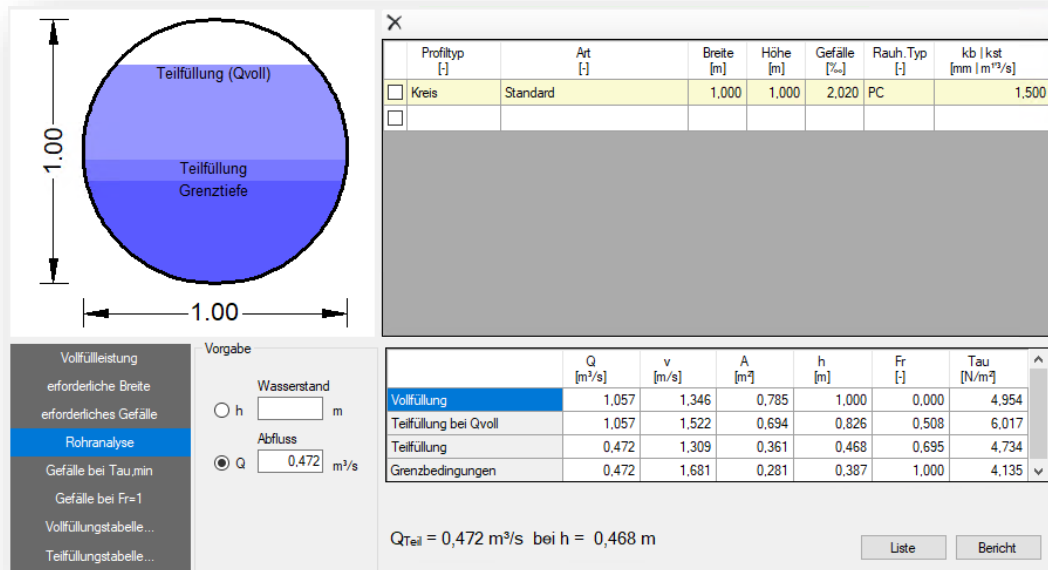 Teilfüllung (Qvoll)
Teilfüllung
Grenztiefe
1.00
1.00
Profiltyp Art Breite Höhe Gefälle Rauh.Typ kb | kst
[-] [-] [m] [m] [‰] [-] [mm | m¹ᐟ³/s]
Kreis Standard 1,000 1,000 2,020 PC 1,500
Vollfüllleistung
erforderliche Breite
erforderliches Gefälle
Rohranalyse
Gefälle bei Tau,min
Gefälle bei Fr=1
Vollfüllungstabelle...
Teilfüllungstabelle...
Vorgabe
Wasserstand
h m
Abfluss
Q 0,472 m³/s
Q v A h Fr Tau
[m³/s] [m/s] [m²] [m] [-] [N/m²]
Vollfüllung 1,057 1,346 0,785 1,000 0,000 4,954
Teilfüllung bei Qvoll 1,057 1,522 0,694 0,826 0,508 6,017
Teilfüllung 0,472 1,309 0,361 0,468 0,695 4,734
Grenzbedingungen 0,472 1,681 0,281 0,387 1,000 4,135
QTeil = 0,472 m³/s bei h = 0,468 m
Liste Bericht